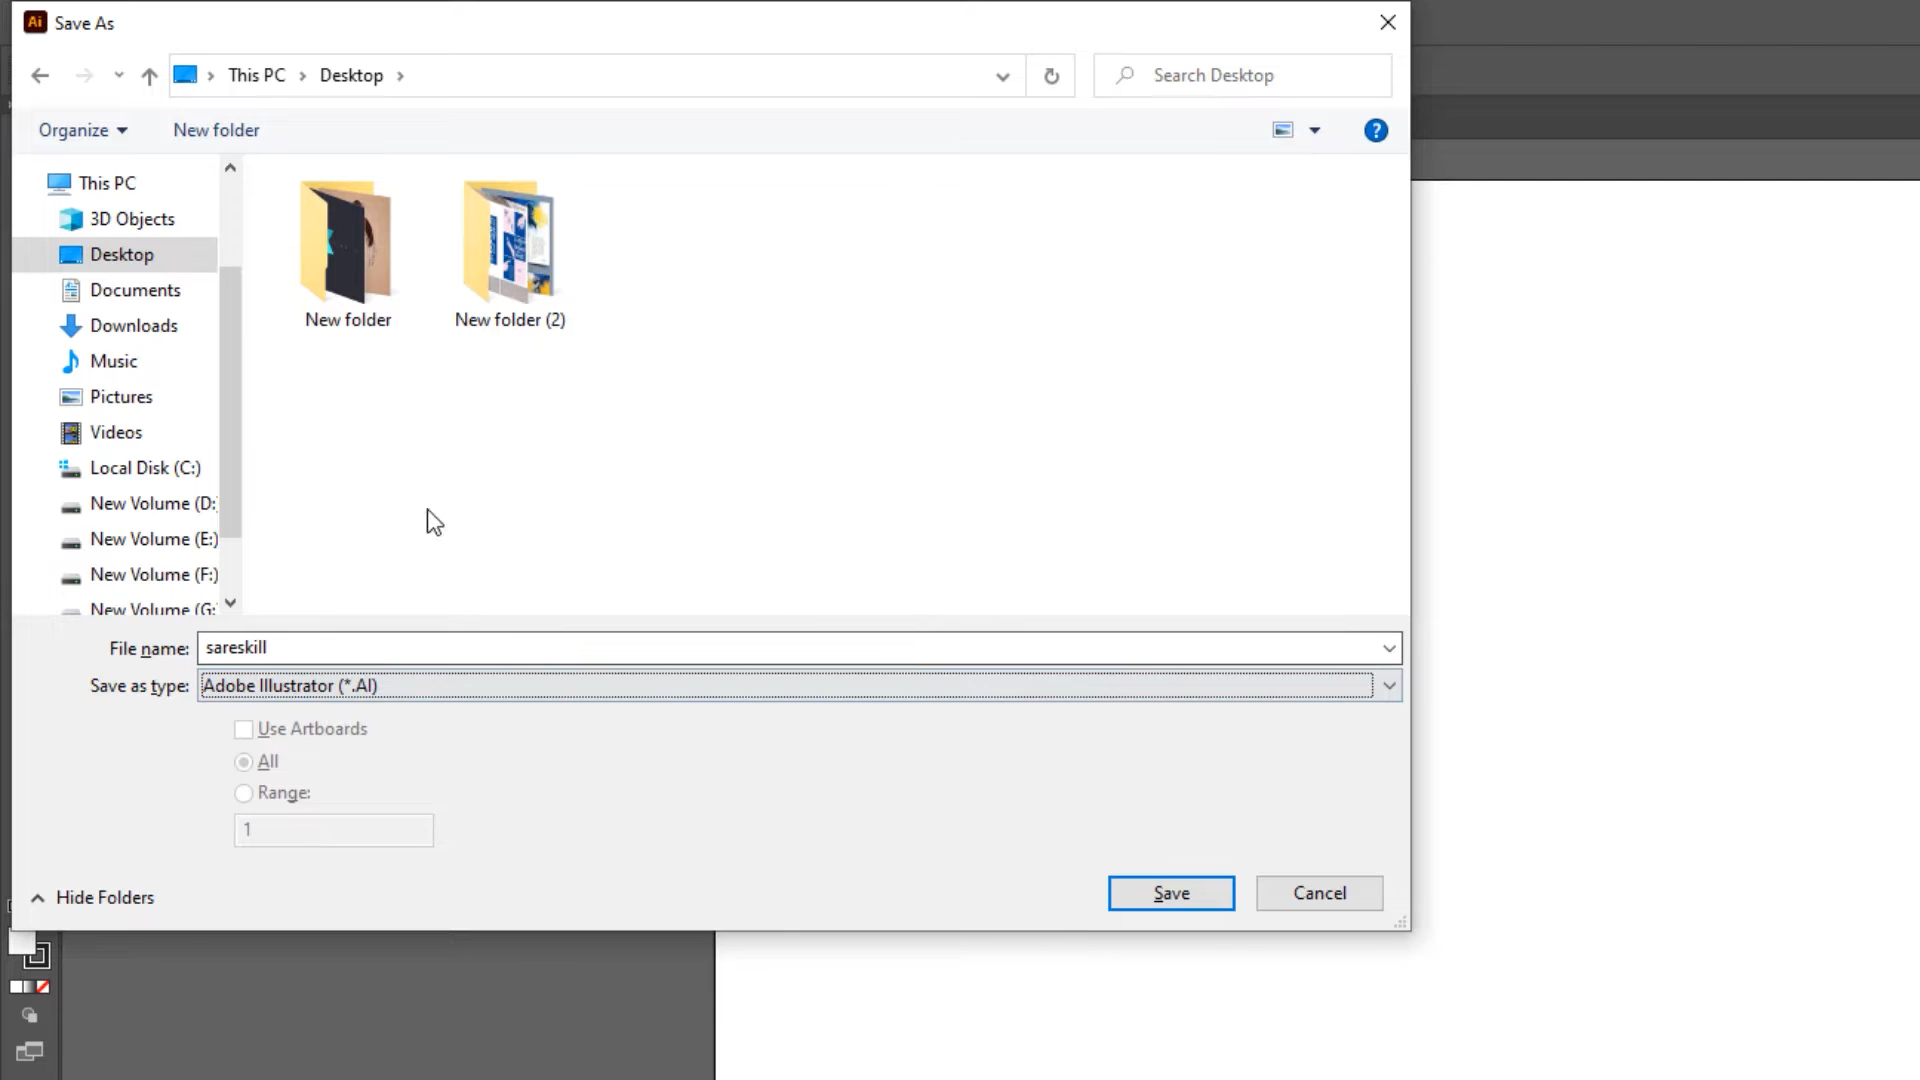 Ai Save As
This PC Desktop
Search Desktop
Organize
New folder
?
This PC
3D Objects
Desktop
Documents
Downloads
Music
Pictures
Videos
Local Disk (C:)
New Volume (D:
New Volume (E:)
New Volume (F:)
New Volume (G:
New folder
New folder (2)
File name: sareskill
Save as type: Adobe Illustrator (*.AI)
Use Artboards
All
Range:
1
Hide Folders
Save
Cancel